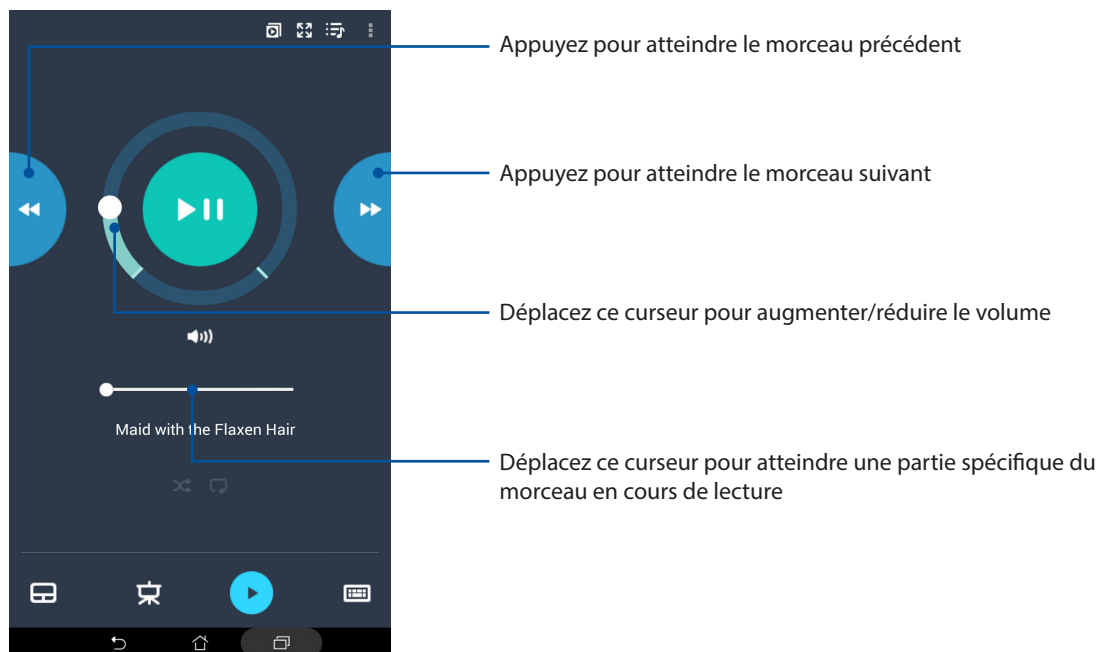 Appuyez pour atteindre le morceau précédent
Appuyez pour atteindre le morceau suivant
Déplacez ce curseur pour augmenter/réduire le volume
Maid with the Flaxen Hair
Déplacez ce curseur pour atteindre une partie spécifique du
morceau en cours de lecture